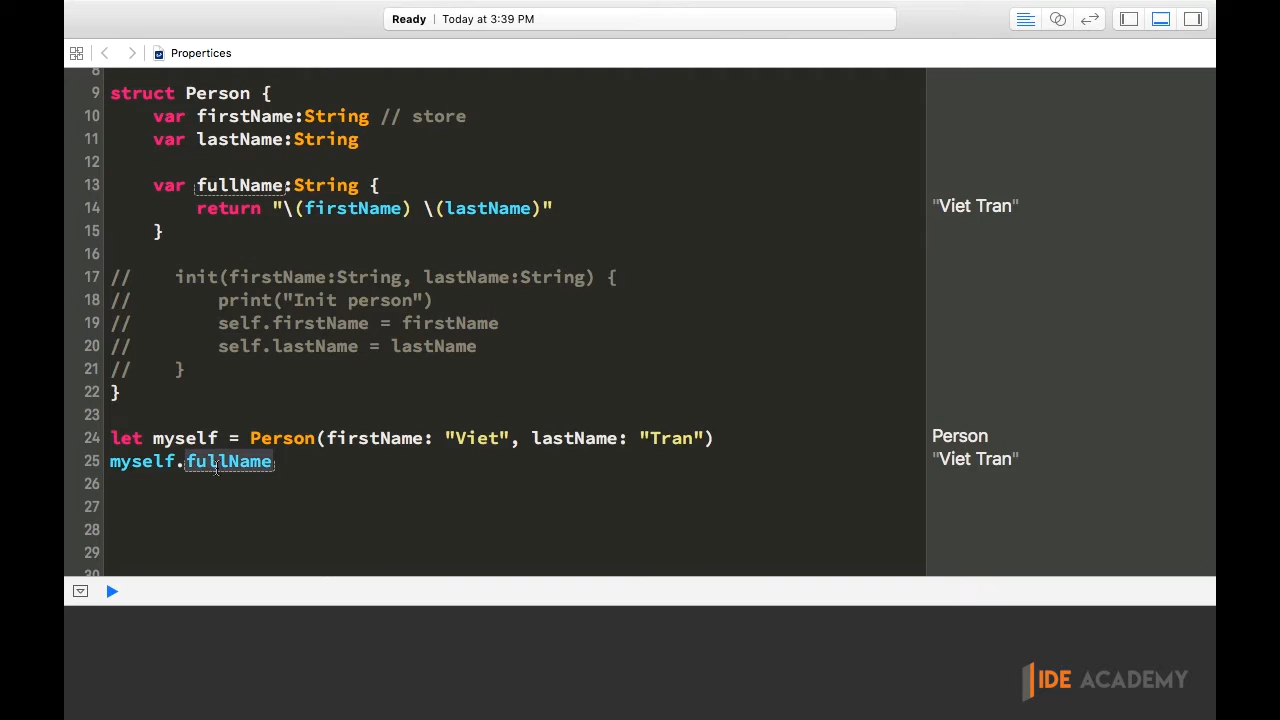 Ready | Today at 3:39 PM
Propertices
8
9 struct Person {
10 var firstName:String // store
11 var lastName:String
12
13 var fullName:String {
14 return "\(firstName) \(lastName)" "Viet Tran"
15 }
16
17 // init(firstName:String, lastName:String) {
18 // print("Init person")
19 // self.firstName = firstName
20 // self.lastName = lastName
21 // }
22 }
23
24 let myself = Person(firstName: "Viet", lastName: "Tran") Person
25 myself.fullName "Viet Tran"
26
27
28
29
30
IDE ACADEMY